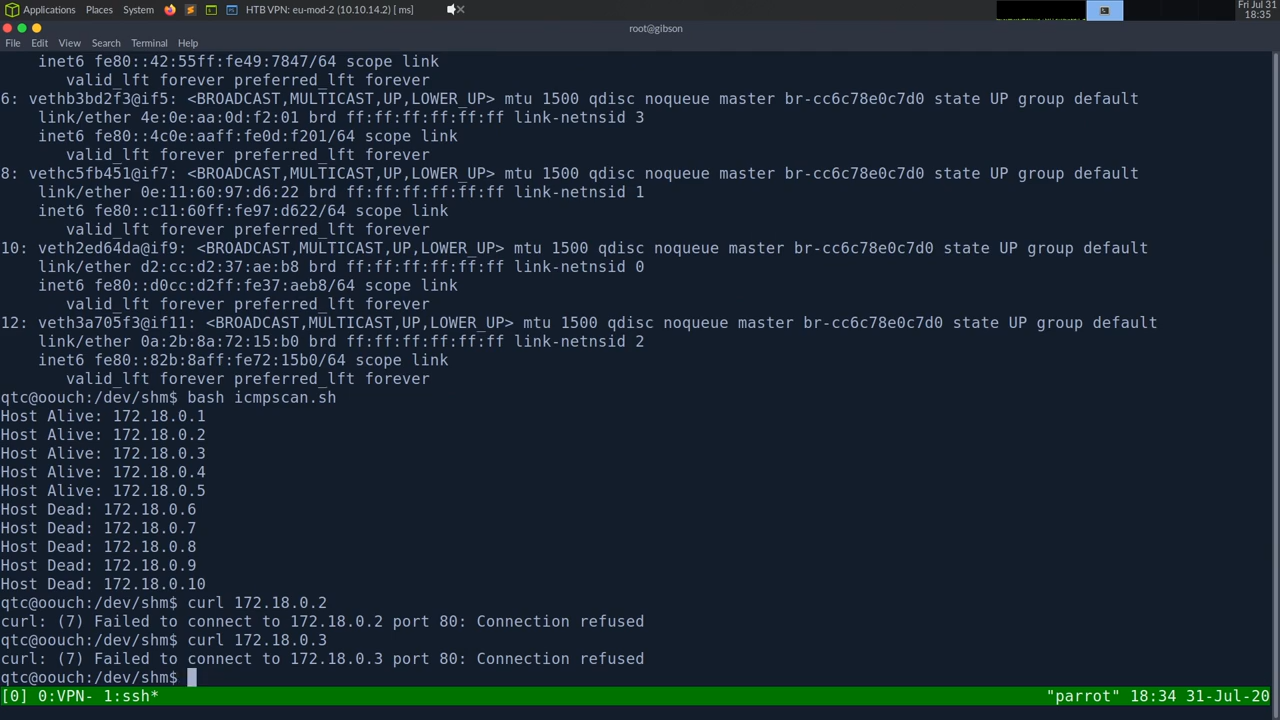 Applications Places System HTB VPN: eu-mod-2 (10.10.14.2) [ ms]
Fri Jul 31
18:35
root@gibson
File Edit View Search Terminal Help
inet6 fe80::42:55ff:fe49:7847/64 scope link
valid_lft forever preferred_lft forever
6: vethb3bd2f3@if5: <BROADCAST,MULTICAST,UP,LOWER_UP> mtu 1500 qdisc noqueue master br-cc6c78e0c7d0 state UP group default
link/ether 4e:0e:aa:0d:f2:01 brd ff:ff:ff:ff:ff:ff link-netnsid 3
inet6 fe80::4c0e:aaff:fe0d:f201/64 scope link
valid_lft forever preferred_lft forever
8: vethc5fb451@if7: <BROADCAST,MULTICAST,UP,LOWER_UP> mtu 1500 qdisc noqueue master br-cc6c78e0c7d0 state UP group default
link/ether 0e:11:60:97:d6:22 brd ff:ff:ff:ff:ff:ff link-netnsid 1
inet6 fe80::c11:60ff:fe97:d622/64 scope link
valid_lft forever preferred_lft forever
10: veth2ed64da@if9: <BROADCAST,MULTICAST,UP,LOWER_UP> mtu 1500 qdisc noqueue master br-cc6c78e0c7d0 state UP group default
link/ether d2:cc:d2:37:ae:b8 brd ff:ff:ff:ff:ff:ff link-netnsid 0
inet6 fe80::d0cc:d2ff:fe37:aeb8/64 scope link
valid_lft forever preferred_lft forever
12: veth3a705f3@if11: <BROADCAST,MULTICAST,UP,LOWER_UP> mtu 1500 qdisc noqueue master br-cc6c78e0c7d0 state UP group default
link/ether 0a:2b:8a:72:15:b0 brd ff:ff:ff:ff:ff:ff link-netnsid 2
inet6 fe80::82b:8aff:fe72:15b0/64 scope link
valid_lft forever preferred_lft forever
qtc@oouch:/dev/shm$ bash icmpscan.sh
Host Alive: 172.18.0.1
Host Alive: 172.18.0.2
Host Alive: 172.18.0.3
Host Alive: 172.18.0.4
Host Alive: 172.18.0.5
Host Dead: 172.18.0.6
Host Dead: 172.18.0.7
Host Dead: 172.18.0.8
Host Dead: 172.18.0.9
Host Dead: 172.18.0.10
qtc@oouch:/dev/shm$ curl 172.18.0.2
curl: (7) Failed to connect to 172.18.0.2 port 80: Connection refused
qtc@oouch:/dev/shm$ curl 172.18.0.3
curl: (7) Failed to connect to 172.18.0.3 port 80: Connection refused
qtc@oouch:/dev/shm$
[0] 0:VPN- 1:ssh* "parrot" 18:34 31-Jul-20